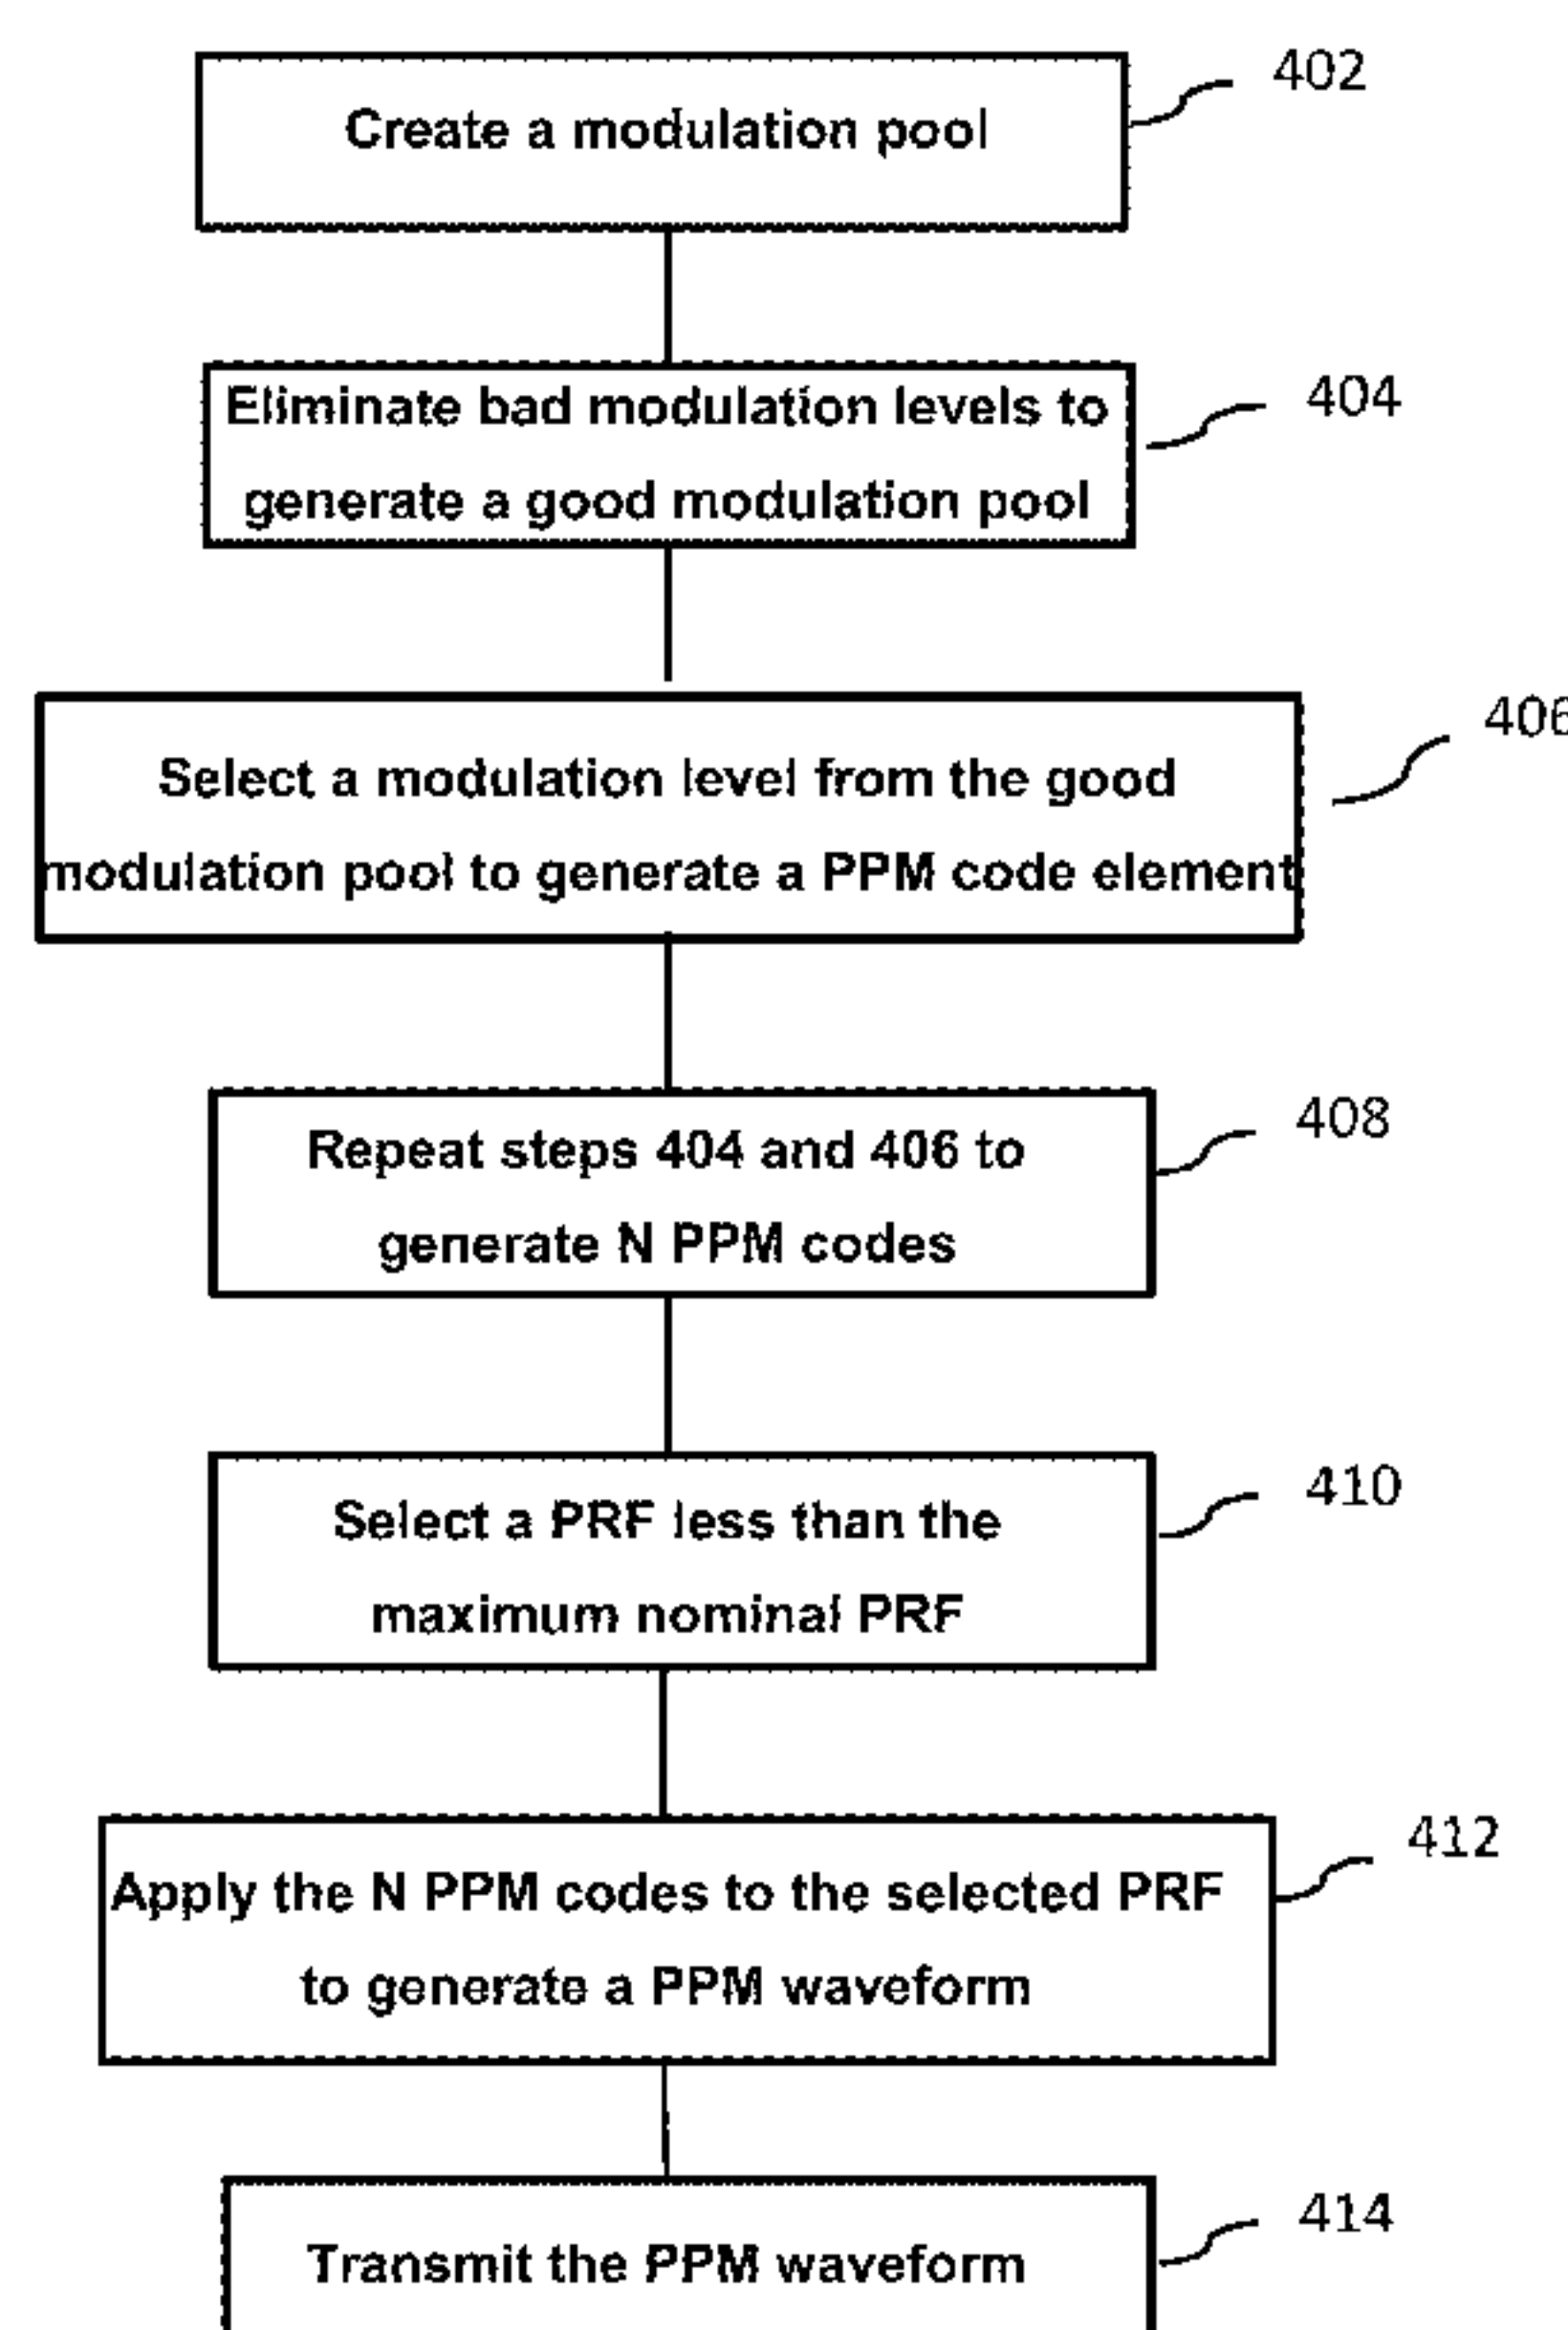 Create a modulation pool
402
Eliminate bad modulation levels to
generate a good modulation pool
404
Select a modulation level from the good
modulation pool to generate a PPM code element
406
Repeat steps 404 and 406 to
generate N PPM codes
408
Select a PRF less than the
maximum nominal PRF
410
Apply the N PPM codes to the selected PRF
to generate a PPM waveform
412
Transmit the PPM waveform
414